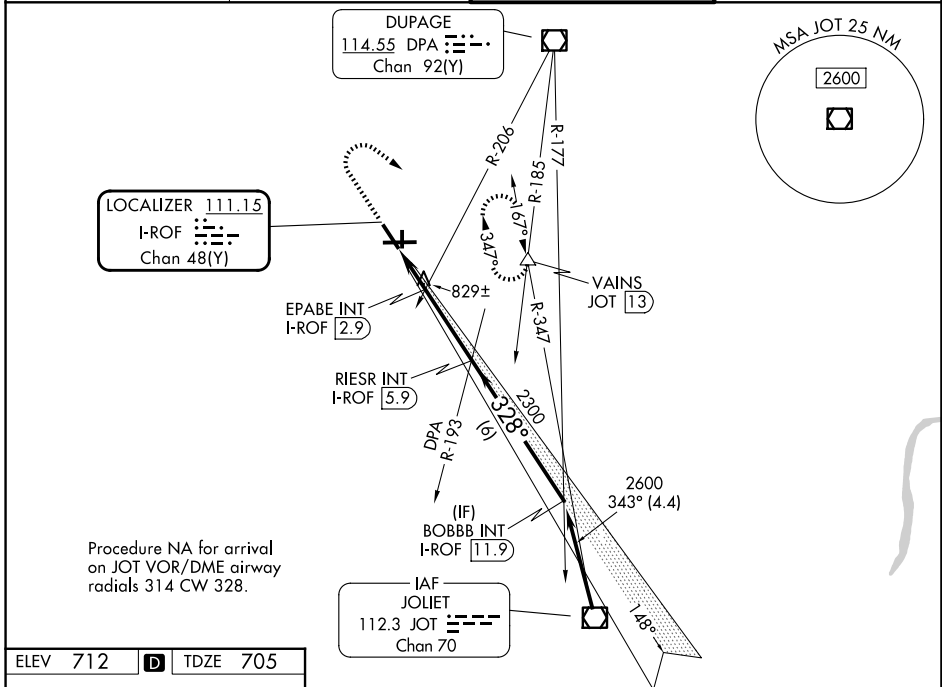 DUPAGE
114.55 DPA
Chan 92(Y)
MSA JOT 25 NM
2600
R-206
R-185
R-177
LOCALIZER 111.15
I-ROF
Chan 48(Y)
167°
347°
VAINS
JOT 13
829±
EPABE INT
I-ROF 2.9
R-347
RIESR INT
I-ROF 5.9
2300
328°
(6)
DPA
R-193
2600
343° (4.4)
(IF)
BOBBB INT
I-ROF 11.9
Procedure NA for arrival
on JOT VOR/DME airway
radials 314 CW 328.
IAF
JOLIET
112.3 JOT
Chan 70
148°
ELEV 712 D TDZE 705